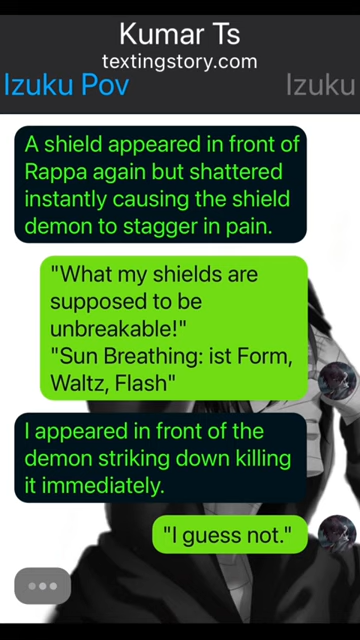 Kumar Ts
textingstory.com
Izuku Pov
Izuku
A shield appeared in front of
Rappa again but shattered
instantly causing the shield
demon to stagger in pain.
"What my shields are
supposed to be
unbreakable!"
"Sun Breathing: ist Form,
Waltz, Flash"
I appeared in front of the
demon striking down killing
it immediately.
"I guess not."